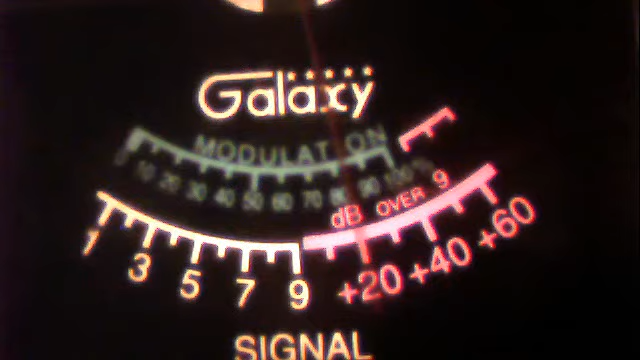 Galaxy
MODULATION
10 20 30 40 50 60 70 80 90 100%
dB OVER 9
1 3 5 7 9 +20 +40 +60
SIGNAL